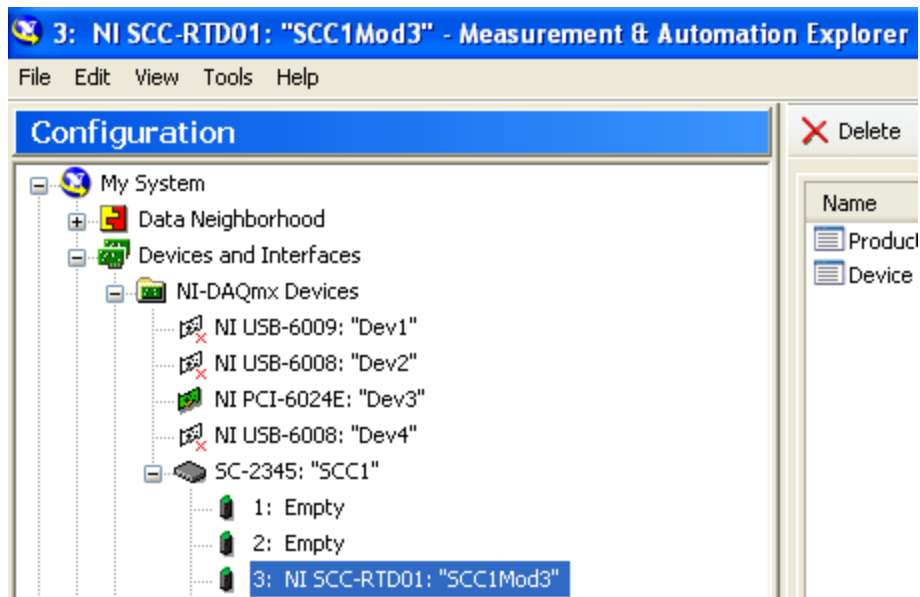 3: NI SCC-RTD01: "SCC1Mod3" - Measurement & Automation Explorer
File Edit View Tools Help
Configuration
Delete
My System
Name
Data Neighborhood
Product
Devices and Interfaces
Device
NI-DAQmx Devices
NI USB-6009: "Dev1"
NI USB-6008: "Dev2"
NI PCI-6024E: "Dev3"
NI USB-6008: "Dev4"
SC-2345: "SCC1"
1: Empty
2: Empty
3: NI SCC-RTD01: "SCC1Mod3"